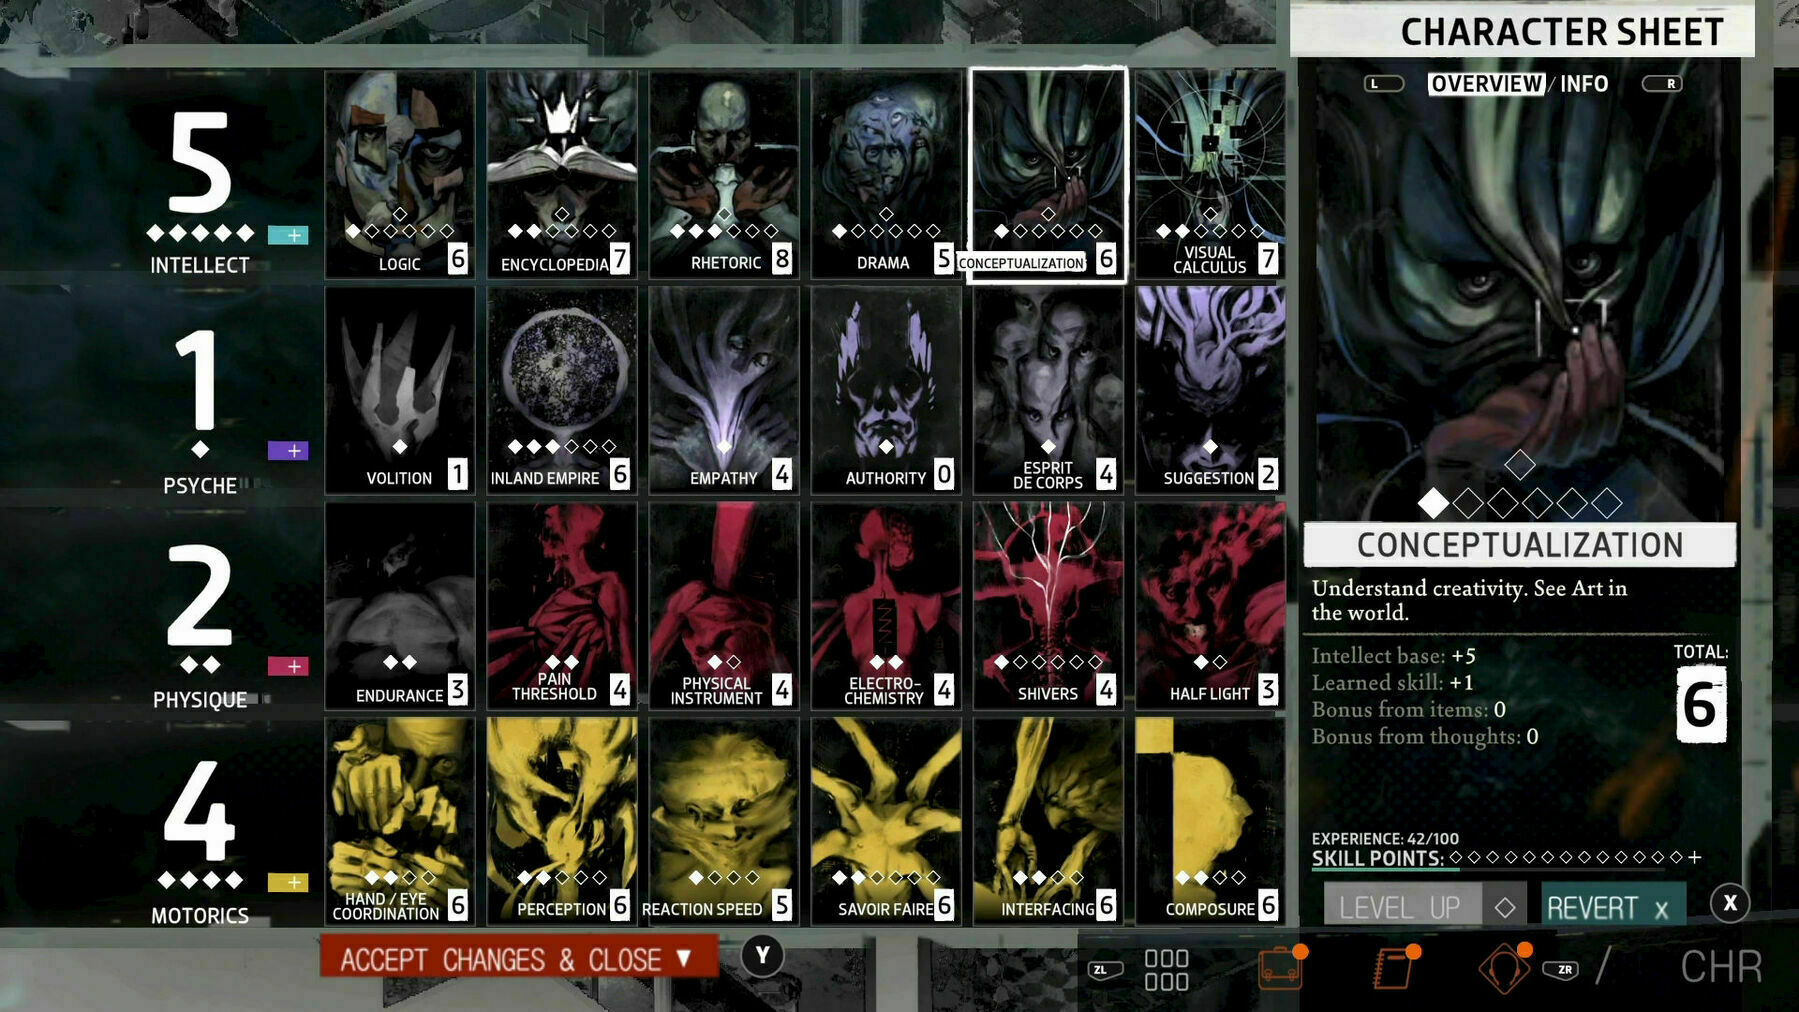 CHARACTER SHEET
L OVERVIEW / INFO R
5
INTELLECT
LOGIC 6
ENCYCLOPEDIA 7
RHETORIC 8
DRAMA 5
CONCEPTUALIZATION 6
VISUAL
CALCULUS 7
1
PSYCHE
VOLITION 1
INLAND EMPIRE 6
EMPATHY 4
AUTHORITY 0
ESPRIT
DE CORPS 4
SUGGESTION 2
2
PHYSIQUE
ENDURANCE 3
PAIN
THRESHOLD 4
PHYSICAL
INSTRUMENT 4
ELECTRO-
CHEMISTRY 4
SHIVERS 4
HALF LIGHT 3
4
MOTORICS
HAND / EYE
COORDINATION 6
PERCEPTION 6
REACTION SPEED 5
SAVOIR FAIRE 6
INTERFACING 6
COMPOSURE 6
CONCEPTUALIZATION
Understand creativity. See Art in
the world.
Intellect base: +5
Learned skill: +1
Bonus from items: 0
Bonus from thoughts: 0
TOTAL:
6
EXPERIENCE: 42/100
SKILL POINTS: +
LEVEL UP
REVERT X
X
ACCEPT CHANGES & CLOSE Y
ZL ZR / CHR